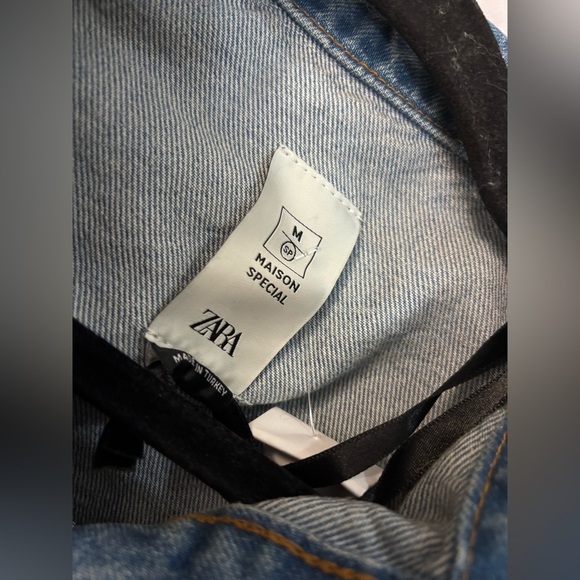 M
SP
MAISON
SPECIAL
ZARA
MADE IN TURKEY